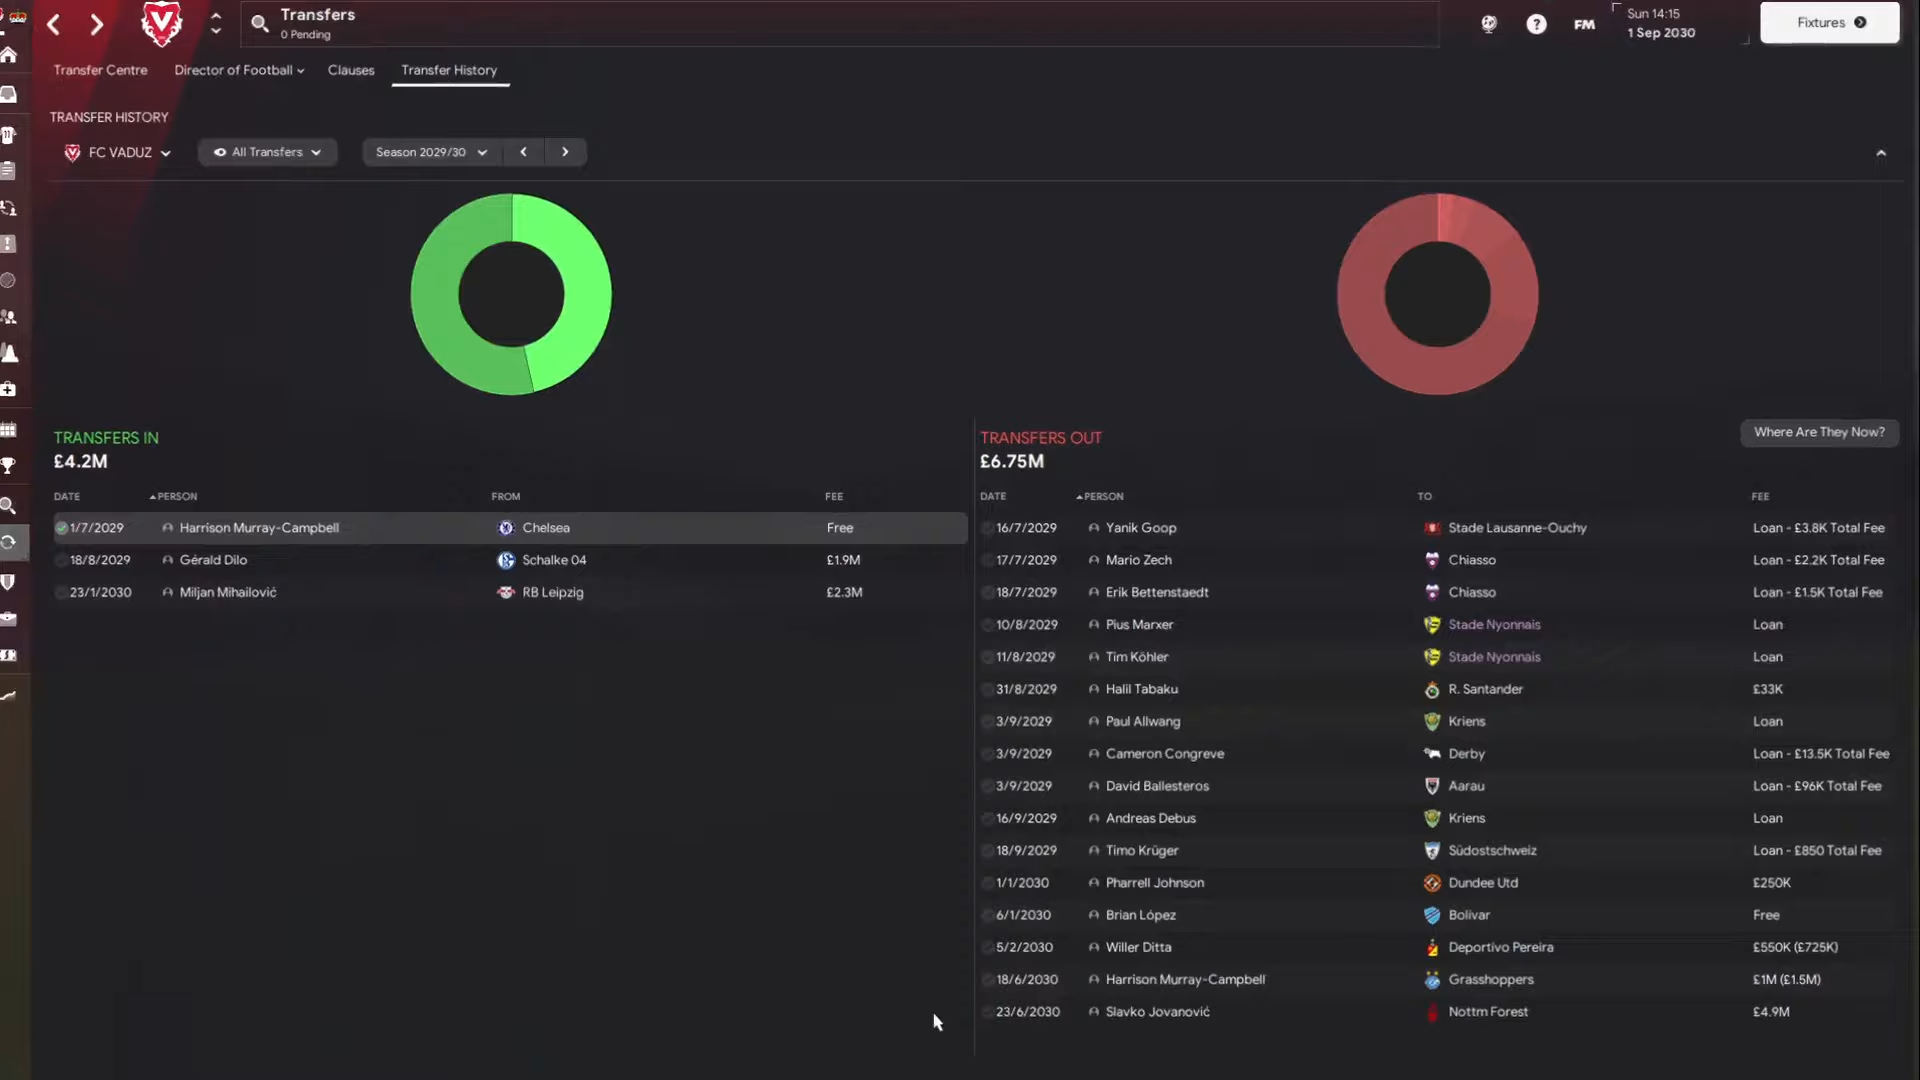 Transfers
0 Pending
FM
Sun 14:15
1 Sep 2030
Fixtures
Transfer Centre
Director of Football
Clauses
Transfer History
TRANSFER HISTORY
FC VADUZ
All Transfers
Season 2029/30
TRANSFERS IN
£4.2M
DATE PERSON FROM FEE
1/7/2029 Harrison Murray-Campbell Chelsea Free
18/8/2029 Gérald Dilo Schalke 04 £1.9M
23/1/2030 Miljan Mihailović RB Leipzig £2.3M
TRANSFERS OUT
£6.75M
Where Are They Now?
DATE PERSON TO FEE
16/7/2029 Yanik Goop Stade Lausanne-Ouchy Loan - £3.8K Total Fee
17/7/2029 Mario Zech Chiasso Loan - £2.2K Total Fee
18/7/2029 Erik Bettenstaedt Chiasso Loan - £1.5K Total Fee
10/8/2029 Pius Marxer Stade Nyonnais Loan
11/8/2029 Tim Köhler Stade Nyonnais Loan
31/8/2029 Halil Tabaku R. Santander £33K
3/9/2029 Paul Allwang Kriens Loan
3/9/2029 Cameron Congreve Derby Loan - £13.5K Total Fee
3/9/2029 David Ballesteros Aarau Loan - £96K Total Fee
16/9/2029 Andreas Debus Kriens Loan
18/9/2029 Timo Krüger Südostschweiz Loan - £850 Total Fee
1/1/2030 Pharrell Johnson Dundee Utd £250K
6/1/2030 Brian López Bolívar Free
5/2/2030 Willer Ditta Deportivo Pereira £550K (£725K)
18/6/2030 Harrison Murray-Campbell Grasshoppers £1M (£1.5M)
23/6/2030 Slavko Jovanović Nottm Forest £4.9M